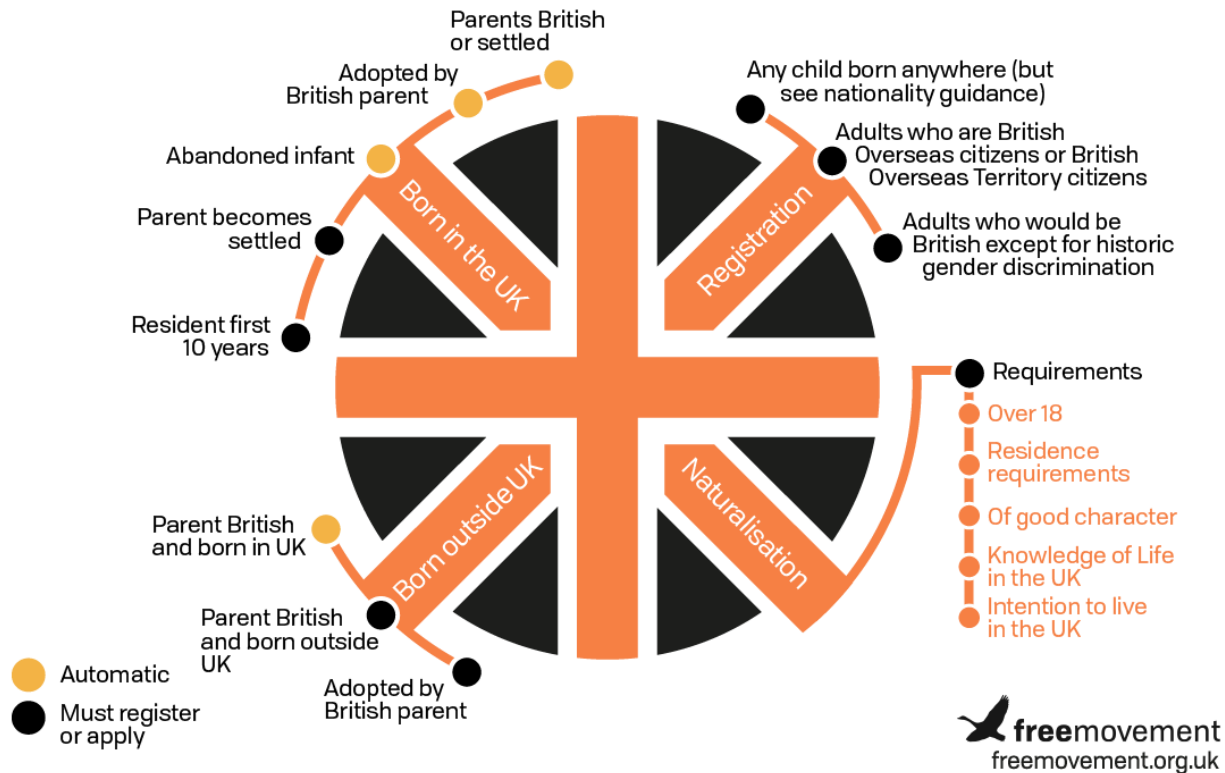 Parents British
or settled
Adopted by
British parent
Abandoned infant
Parent becomes
settled
Resident first
10 years
Born in the UK
Any child born anywhere (but
see nationality guidance)
Adults who are British
Overseas citizens or British
Overseas Territory citizens
Adults who would be
British except for historic
gender discrimination
Registration
Requirements
Over 18
Residence
requirements
Of good character
Knowledge of Life
in the UK
Intention to live
in the UK
Naturalisation
Born outside UK
Parent British
and born in UK
Parent British
and born outside
UK
Adopted by
British parent
Automatic
Must register
or apply
freemovement
freemovement.org.uk